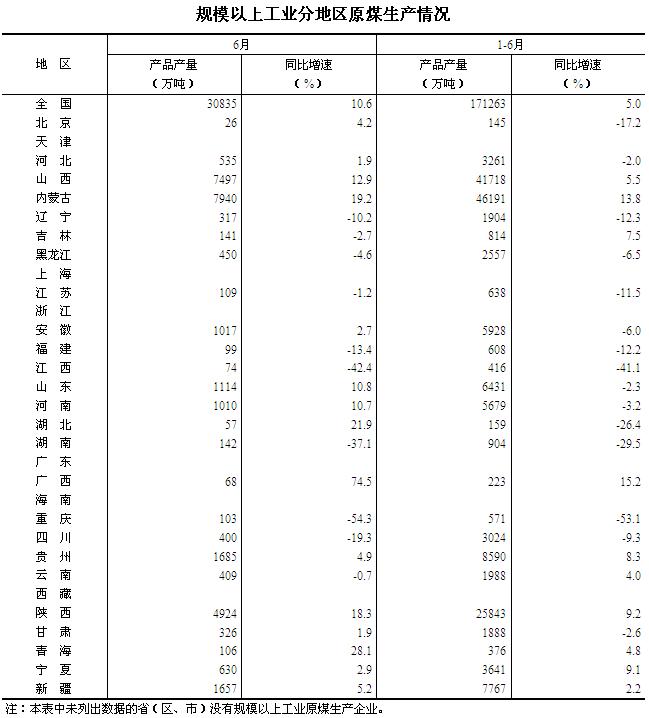 规模以上工业分地区原煤生产情况
地 区 6月 1-6月
产品产量 同比增速 产品产量 同比增速
（万吨） （%） （万吨） （%）
全 国 30835 10.6 171263 5.0
北 京 26 4.2 145 -17.2
天 津
河 北 535 1.9 3261 -2.0
山 西 7497 12.9 41718 5.5
内蒙古 7940 19.2 46191 13.8
辽 宁 317 -10.2 1904 -12.3
吉 林 141 -2.7 814 7.5
黑龙江 450 -4.6 2557 -6.5
上 海
江 苏 109 -1.2 638 -11.5
浙 江
安 徽 1017 2.7 5928 -6.0
福 建 99 -13.4 608 -12.2
江 西 74 -42.4 416 -41.1
山 东 1114 10.8 6431 -2.3
河 南 1010 10.7 5679 -3.2
湖 北 57 21.9 159 -26.4
湖 南 142 -37.1 904 -29.5
广 东
广 西 68 74.5 223 15.2
海 南
重 庆 103 -54.3 571 -53.1
四 川 400 -19.3 3024 -9.3
贵 州 1685 4.9 8590 8.3
云 南 409 -0.7 1988 4.0
西 藏
陕 西 4924 18.3 25843 9.2
甘 肃 326 1.9 1888 -2.6
青 海 106 28.1 376 4.8
宁 夏 630 2.9 3641 9.1
新 疆 1657 5.2 7767 2.2
注：本表中未列出数据的省（区、市）没有规模以上工业原煤生产企业。